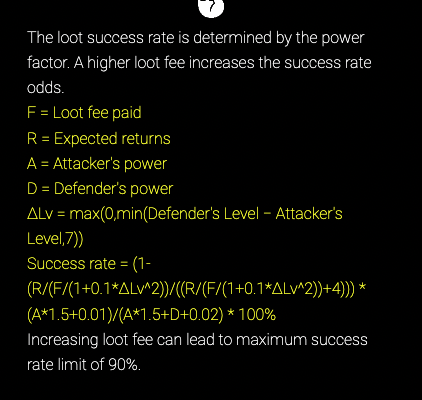 ?
The loot success rate is determined by the power
factor. A higher loot fee increases the success rate
odds.
F = Loot fee paid
R = Expected returns
A = Attacker's power
D = Defender's power
ΔLv = max(0,min(Defender's Level − Attacker's
Level,7))
Success rate = (1-
(R/(F/(1+0.1*ΔLv^2))/((R/(F/(1+0.1*ΔLv^2))+4))) *
(A*1.5+0.01)/(A*1.5+D+0.02) * 100%
Increasing loot fee can lead to maximum success
rate limit of 90%.